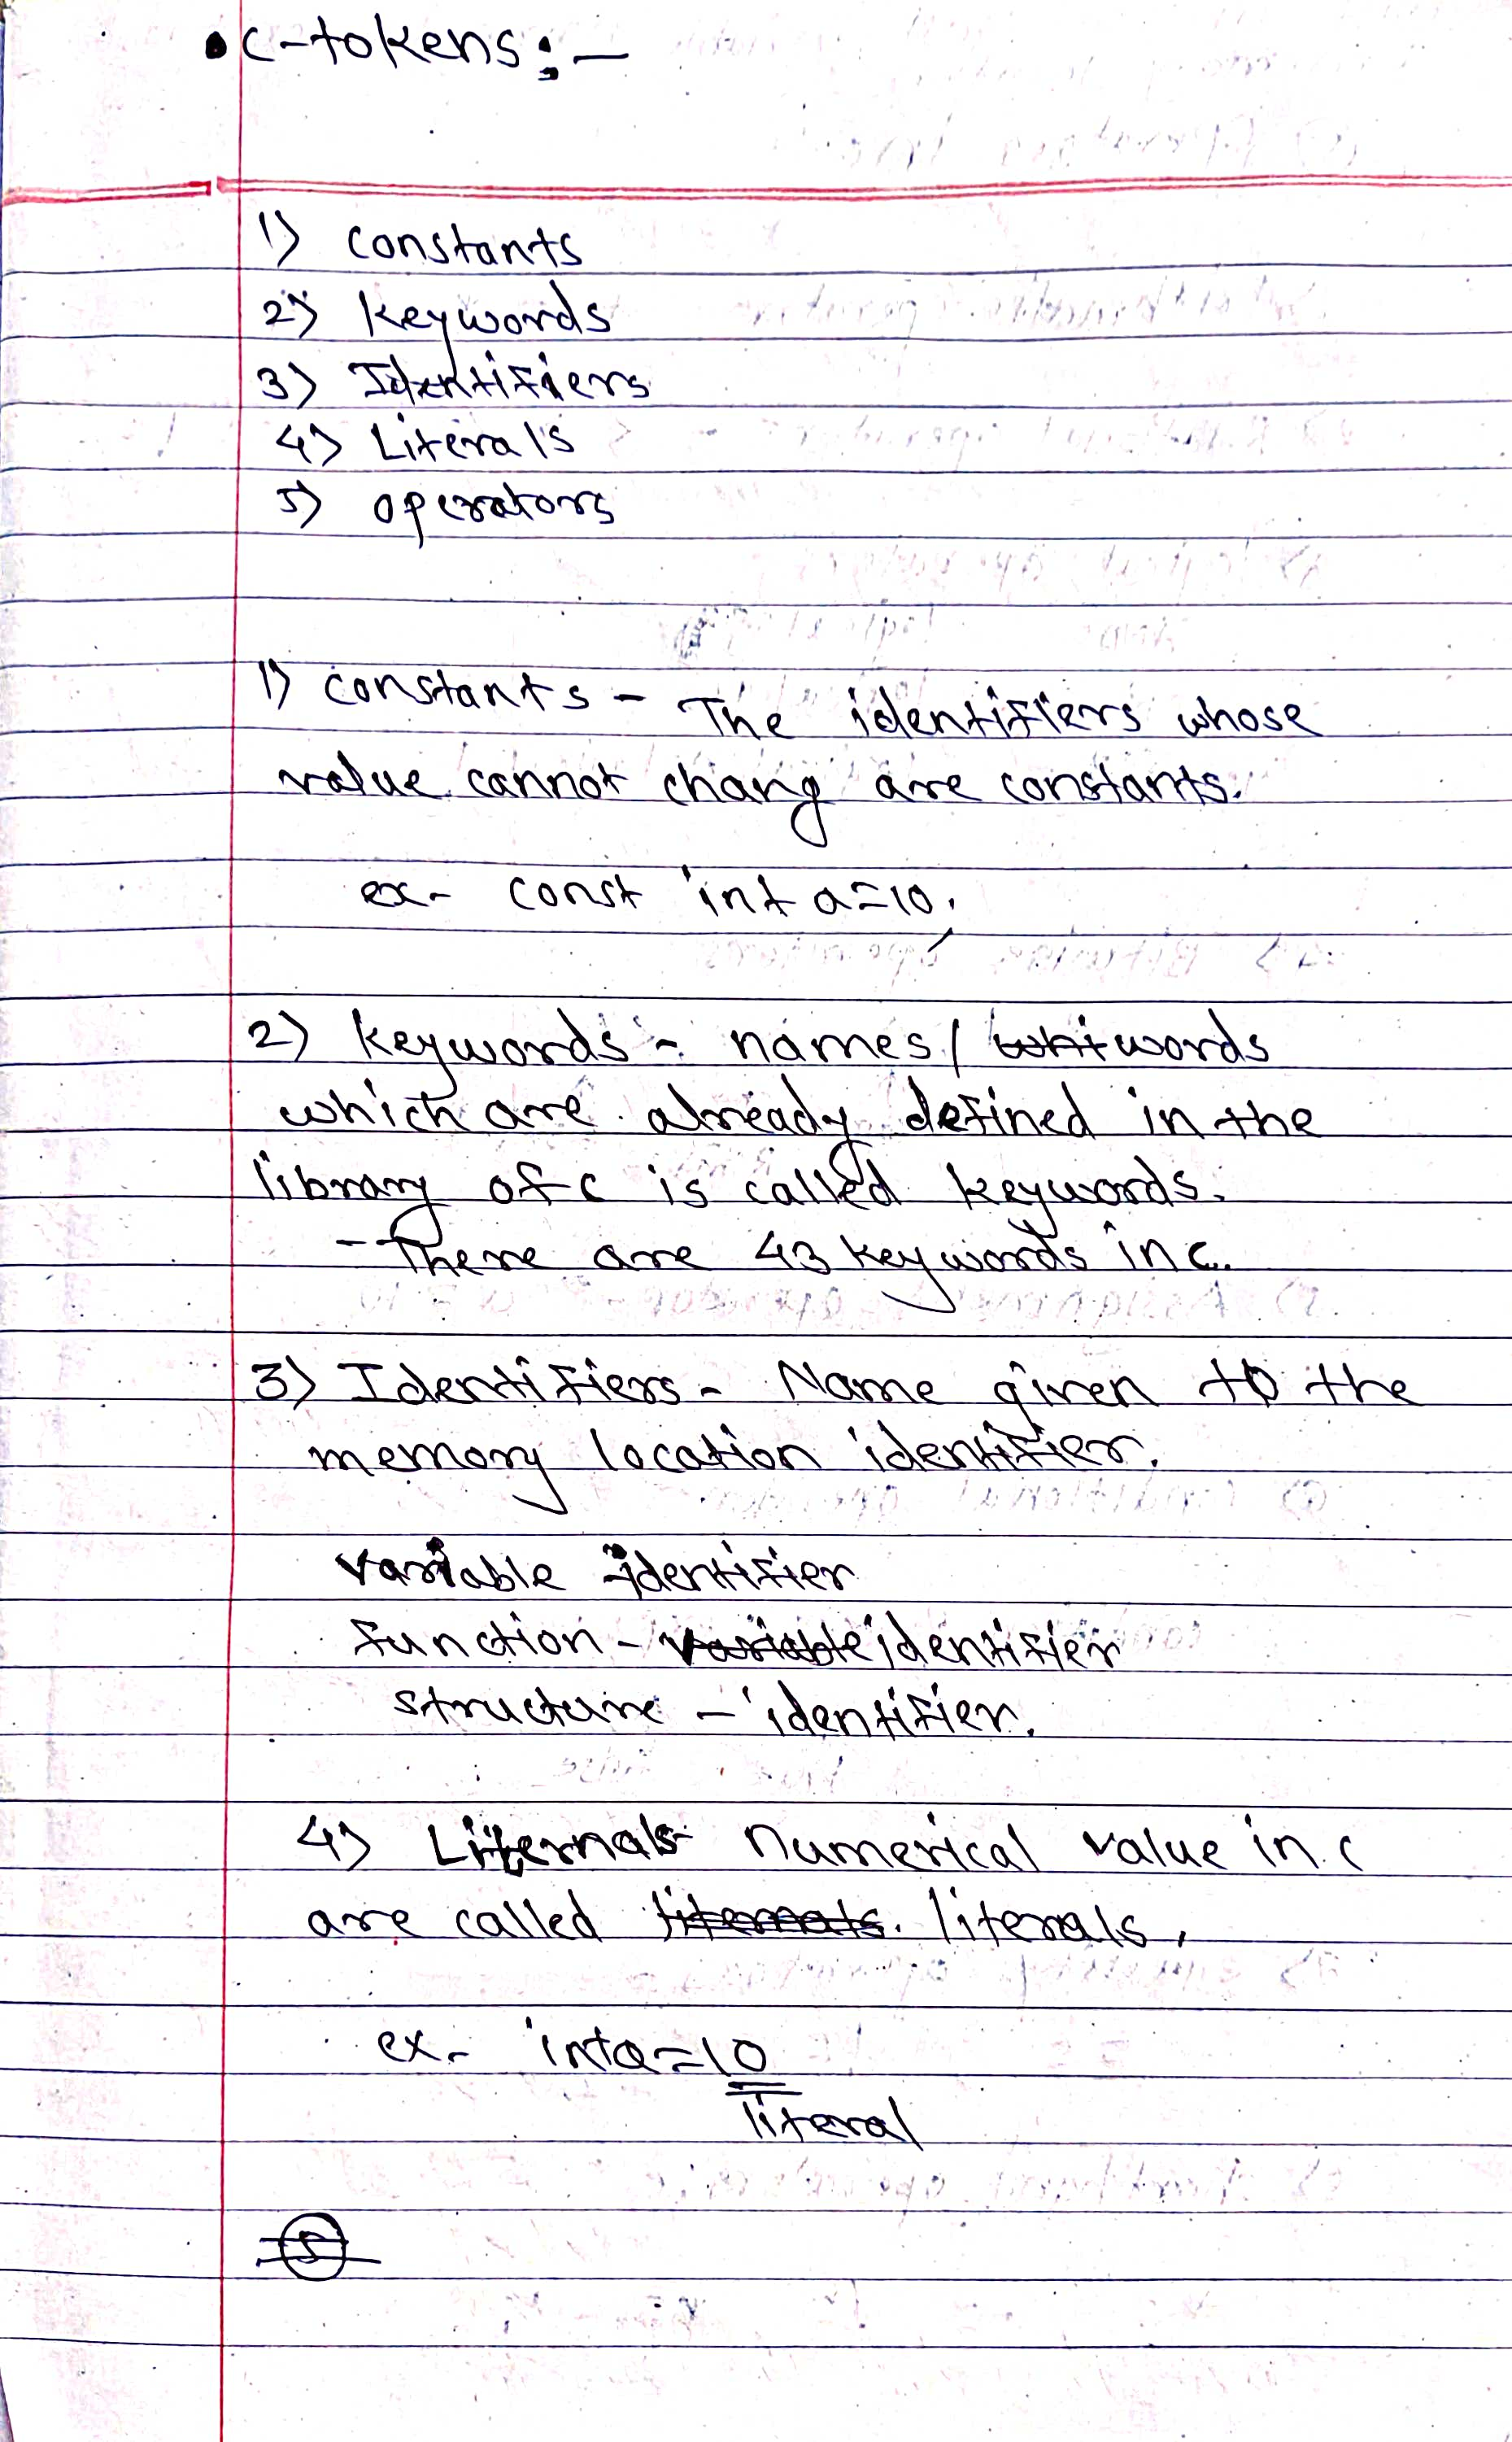 • c-tokens:-
1) constants
2) keywords
3) Identifiers
4) Literals
5) operators
1) constants - The identifiers whose
value cannot chang are constants.
ex- const int a=10;
2) keywords - names / words
which are already defined in the
library of c is called keywords.
- There are 43 keywords in c.
3) Identifiers - Name given to the
memory location identifier.
variable identifier
function - identifier
structure - identifier.
4) Liternals - numerical value in c
are called literals.
ex- int a=10
literal
5